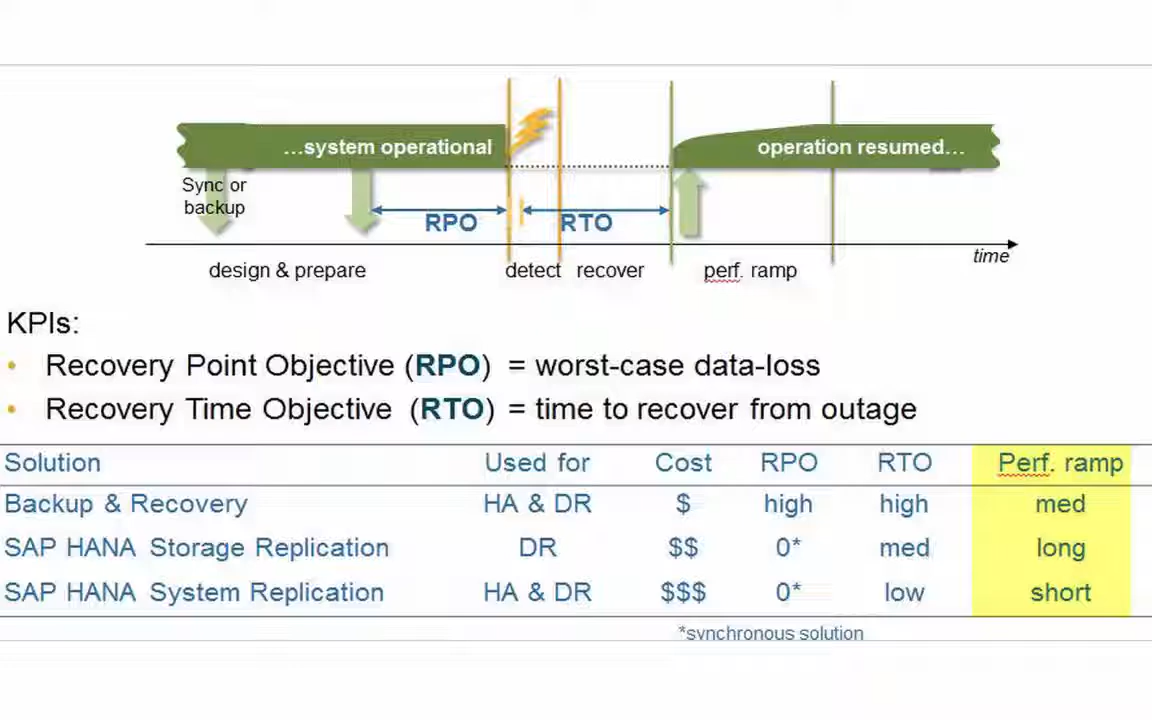 ...system operational
operation resumed...
Sync or
backup
RPO
RTO
time
design & prepare
detect
recover
perf. ramp
KPIs:
• Recovery Point Objective (RPO) = worst-case data-loss
• Recovery Time Objective (RTO) = time to recover from outage
Solution Used for Cost RPO RTO Perf. ramp
Backup & Recovery HA & DR $ high high med
SAP HANA Storage Replication DR $$ 0* med long
SAP HANA System Replication HA & DR $$$ 0* low short
*synchronous solution